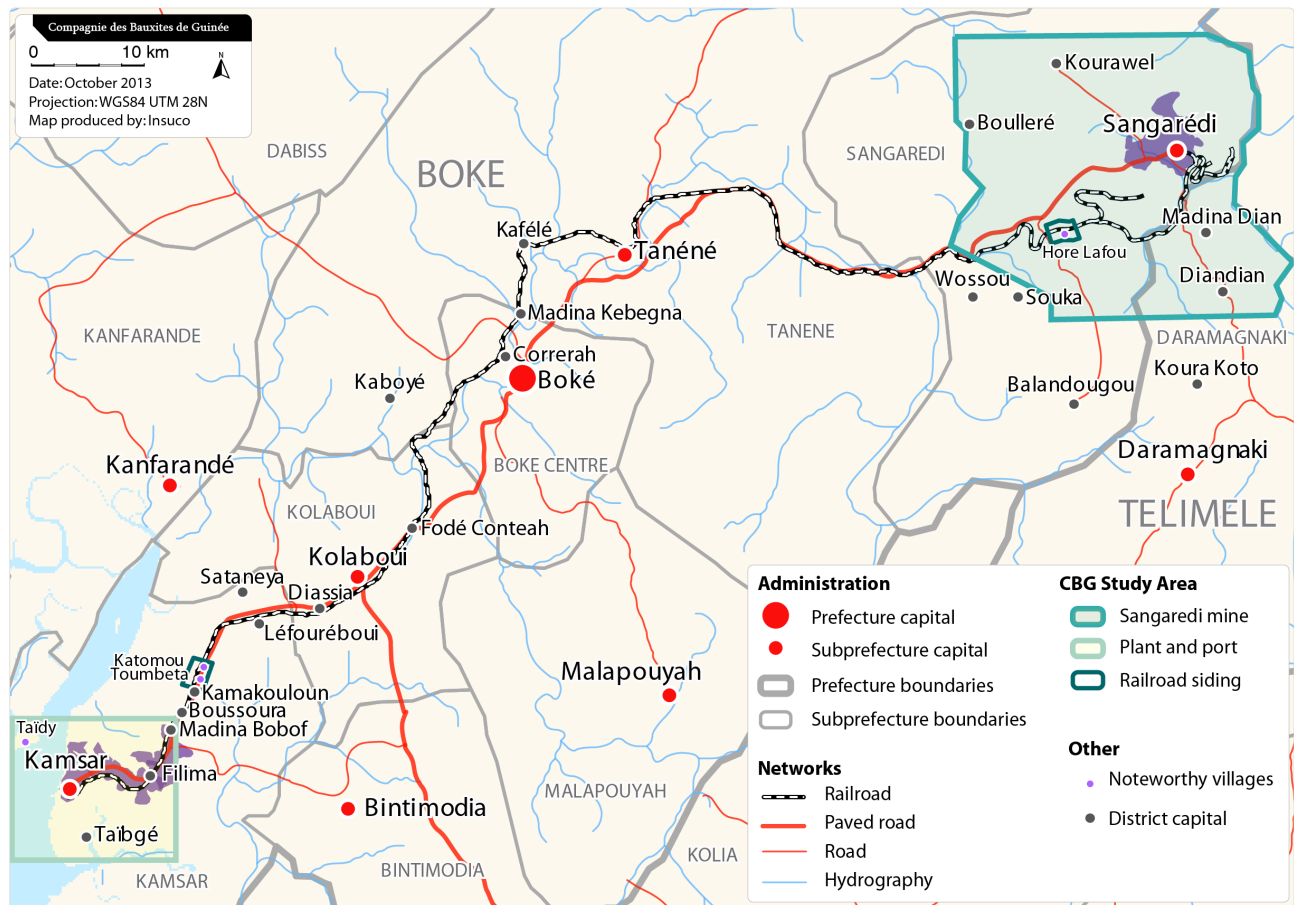 Compagnie des Bauxites de Guinée
0 10 km
N
Date: October 2013
Projection: WGS84 UTM 28N
Map produced by: Insuco
Kourawel
Boulleré
Sangarédi
DABISS
SANGAREDI
BOKE
Madina Dian
Kafélé
Tanéné
Hore Lafou
Wossou
Diandian
Souka
Madina Kebegna
KANFARANDE
TANENE
DARAMAGNAKI
Correrah
Koura Koto
Kaboyé
Boké
Balandougou
Daramagnaki
Kanfarandé
BOKE CENTRE
KOLABOUI
TELIMELE
Fodé Conteah
Kolaboui
Sataneya
Diassia
Léfouréboui
Katomou
Toumbeta
Malapouyah
Kamakouloun
Boussoura
Taïdy
Madina Bobof
Kamsar
Filima
MALAPOUYAH
Bintimodia
Taïbgé
KOLIA
BINTIMODIA
KAMSAR
Administration
Prefecture capital
Subprefecture capital
Prefecture boundaries
Subprefecture boundaries
Networks
Railroad
Paved road
Road
Hydrography
CBG Study Area
Sangaredi mine
Plant and port
Railroad siding
Other
Noteworthy villages
District capital